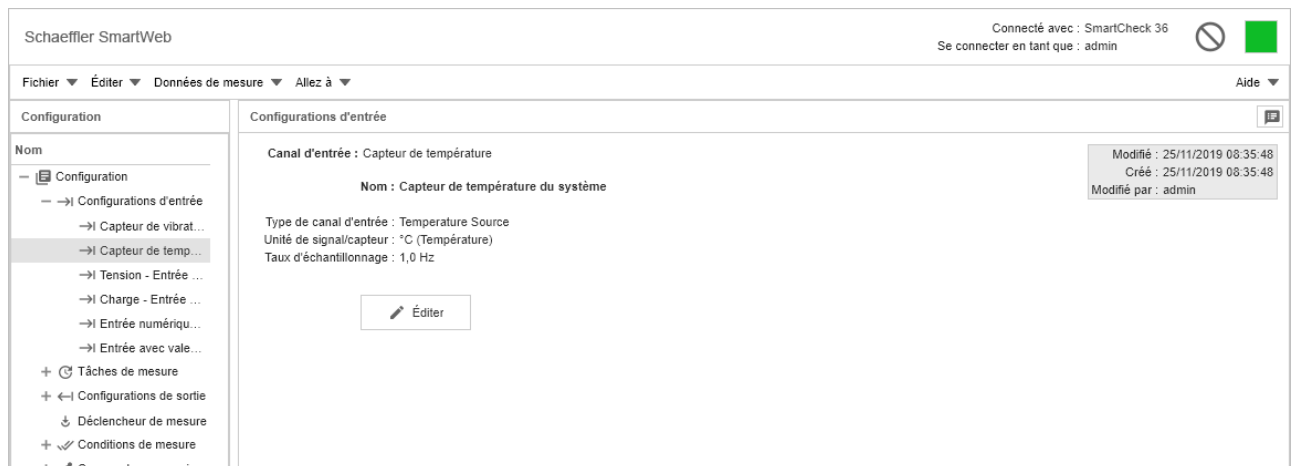 Schaeffler SmartWeb
Connecté avec : SmartCheck 36
Se connecter en tant que : admin
Fichier Éditer Données de mesure Allez à Aide
Configuration
Nom
Configuration
Configurations d'entrée
Capteur de vibrat...
Capteur de temp...
Tension - Entrée ...
Charge - Entrée ...
Entrée numériqu...
Entrée avec vale...
Tâches de mesure
Configurations de sortie
Déclencheur de mesure
Conditions de mesure
Configurations d'entrée
Canal d'entrée : Capteur de température
Nom : Capteur de température du système
Type de canal d'entrée : Temperature Source
Unité de signal/capteur : °C (Température)
Taux d'échantillonnage : 1,0 Hz
Éditer
Modifié : 25/11/2019 08:35:48
Créé : 25/11/2019 08:35:48
Modifié par : admin